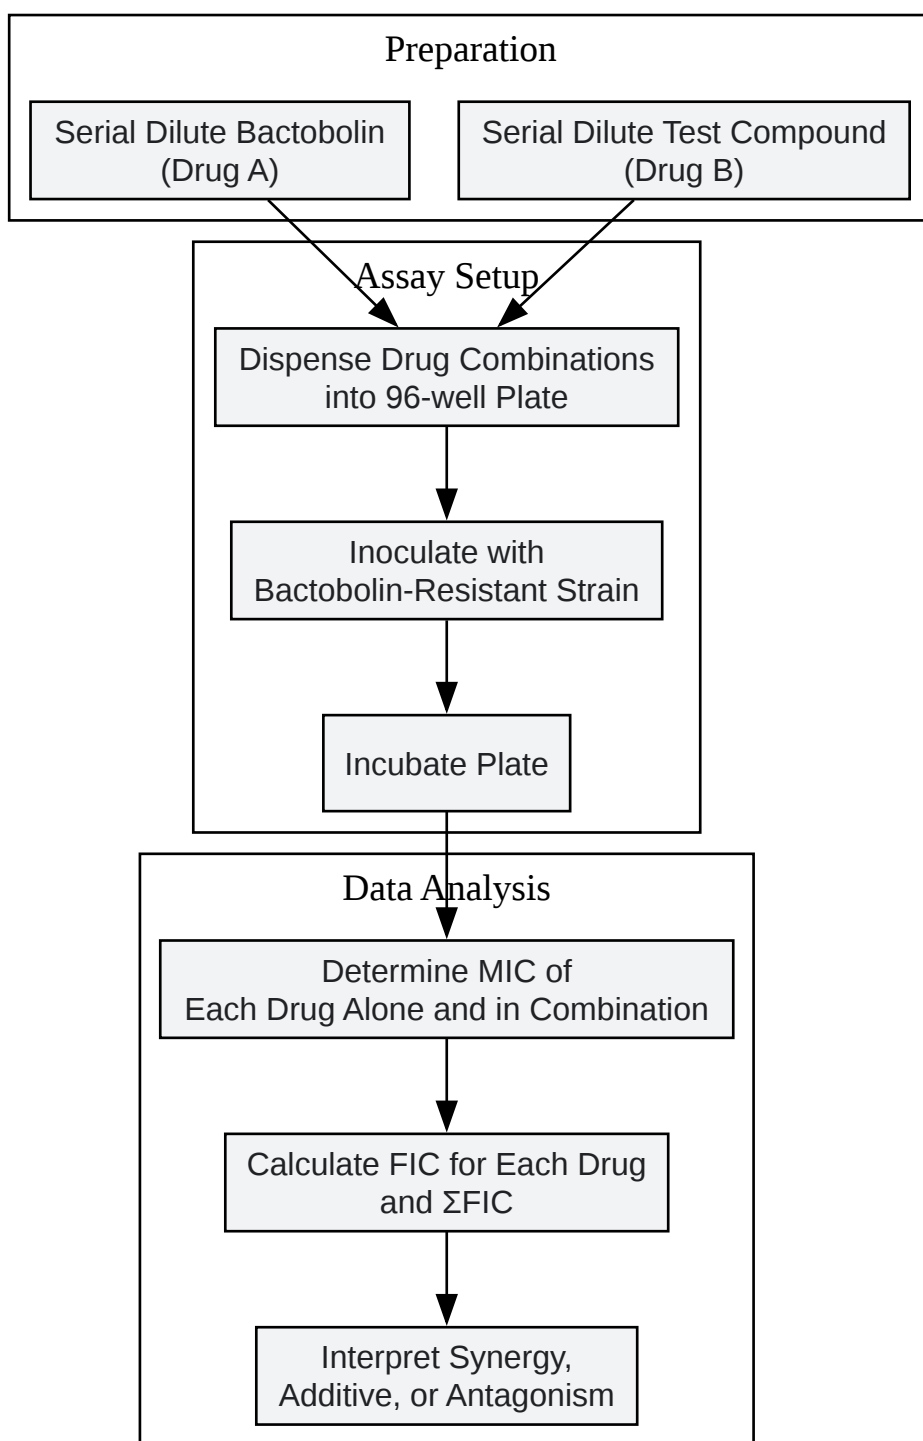 Preparation
Serial Dilute Bactobolin
(Drug A)
Serial Dilute Test Compound
(Drug B)
Assay Setup
Dispense Drug Combinations
into 96-well Plate
Inoculate with
Bactobolin-Resistant Strain
Incubate Plate
Data Analysis
Determine MIC of
Each Drug Alone and in Combination
Calculate FIC for Each Drug
and ΣFIC
Interpret Synergy,
Additive, or Antagonism